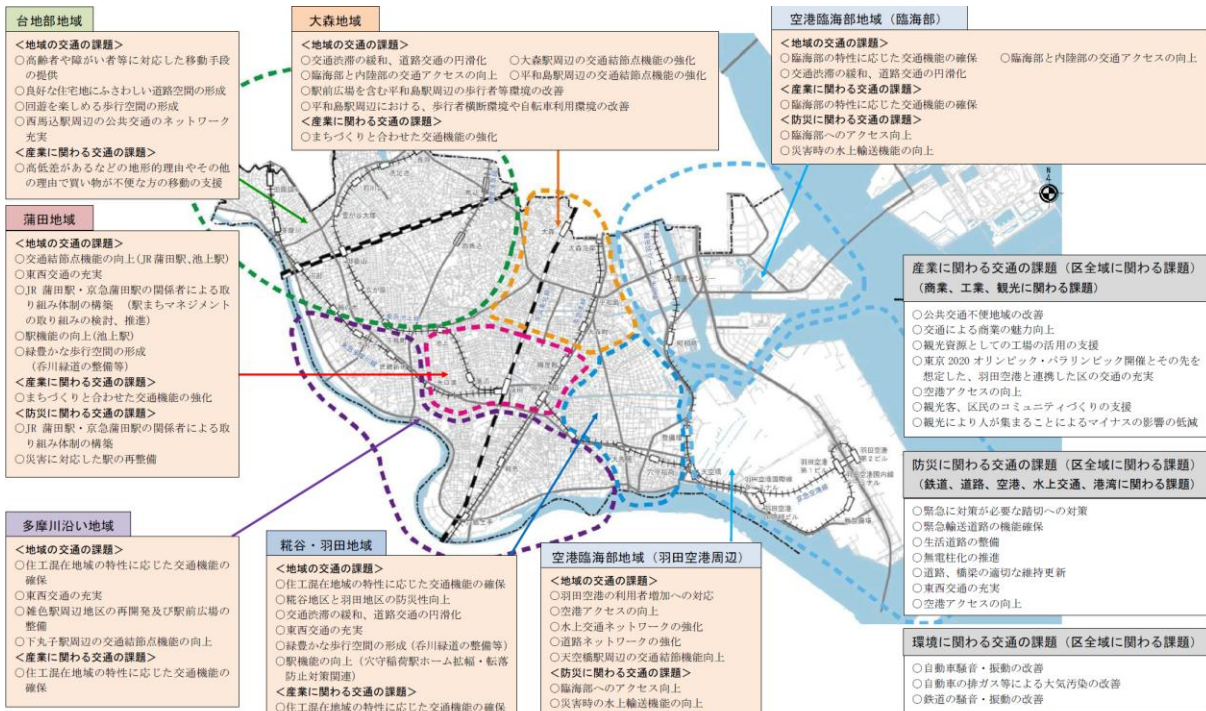 台地部地域
<地域の交通の課題>
○高齢者や障がい者等に対応した移動手段
の提供
○良好な住宅地にふさわしい道路空間の形成
○回遊を楽しめる歩行空間の形成
○西馬込駅周辺の公共交通のネットワーク
充実
<産業に関わる交通の課題>
○高低差があるなどの地形的理由やその他
の理由で買い物が不便な方の移動の支援
大森地域
<地域の交通の課題>
○交通渋滞の緩和、道路交通の円滑化 ○大森駅周辺の交通結節点機能の強化
○臨海部と内陸部の交通アクセスの向上 ○平和島駅周辺の交通結節点機能の強化
○駅前広場を含む平和島駅周辺の歩行者等環境の改善
○平和島駅周辺における、歩行者横断環境や自転車利用環境の改善
<産業に関わる交通の課題>
○まちづくりと合わせた交通機能の強化
空港臨海部地域(臨海部)
<地域の交通の課題>
○臨海部の特性に応じた交通機能の確保 ○臨海部と内陸部の交通アクセスの向上
○交通渋滞の緩和、道路交通の円滑化
<産業に関わる交通の課題>
○臨海部の特性に応じた交通機能の確保
<防災に関わる交通の課題>
○臨海部へのアクセス向上
○災害時の水上輸送機能の向上
蒲田地域
<地域の交通の課題>
○交通結節点機能の向上(JR 蒲田駅、池上駅)
○東西交通の充実
○JR 蒲田駅・京急蒲田駅の関係者による取
り組み体制の構築 (駅まちマネジメント
の取り組みの検討、推進)
○駅機能の向上(池上駅)
○緑豊かな歩行空間の形成
(呑川緑道の整備等)
<産業に関わる交通の課題>
○まちづくりと合わせた交通機能の強化
<防災に関わる交通の課題>
○JR 蒲田駅・京急蒲田駅の関係者による取
り組み体制の構築
○災害に対応した駅の再整備
多摩川沿い地域
<地域の交通の課題>
○住工混在地域の特性に応じた交通機能の
確保
○東西交通の充実
○雑色駅周辺地区の再開発及び駅前広場の
整備
○下丸子駅周辺の交通結節点機能の向上
<産業に関わる交通の課題>
○住工混在地域の特性に応じた交通機能の
確保
糀谷・羽田地域
<地域の交通の課題>
○住工混在地域の特性に応じた交通機能の確保
○糀谷地区と羽田地区の防災性向上
○交通渋滞の緩和、道路交通の円滑化
○東西交通の充実
○緑豊かな歩行空間の形成(呑川緑道の整備等)
○駅機能の向上(穴守稲荷駅ホーム拡幅・転落
防止対策関連)
<産業に関わる交通の課題>
○住工混在地域の特性に応じた交通機能の確保
空港臨海部地域(羽田空港周辺)
<地域の交通の課題>
○羽田空港の利用者増加への対応
○空港アクセスの向上
○水上交通ネットワークの強化
○道路ネットワークの強化
○天空橋駅周辺の交通結節機能向上
<防災に関わる交通の課題>
○臨海部へのアクセス向上
○災害時の水上輸送機能の向上
産業に関わる交通の課題(区全域に関わる課題)
(商業、工業、観光に関わる課題)
○公共交通不便地域の改善
○交通による商業の魅力向上
○観光資源としての工場の活用の支援
○東京 2020 オリンピック・パラリンピック開催とその先を
想定した、羽田空港と連携した区の交通の充実
○空港アクセスの向上
○観光客、区民のコミュニティづくりの支援
○観光により人が集まることによるマイナスの影響の低減
防災に関わる交通の課題(区全域に関わる課題)
(鉄道、道路、空港、水上交通、港湾に関わる課題)
○緊急に対策が必要な踏切への対策
○緊急輸送道路の機能確保
○生活道路の整備
○無電柱化の推進
○道路、橋梁の適切な維持更新
○東西交通の充実
○空港アクセスの向上
環境に関わる交通の課題(区全域に関わる課題)
○自動車騒音・振動の改善
○自動車の排ガス等による大気汚染の改善
○鉄道の騒音・振動の改善
大森
平和島
穴守稲荷
天空橋
羽田空港
第1ビル
羽田空港
第2ビル